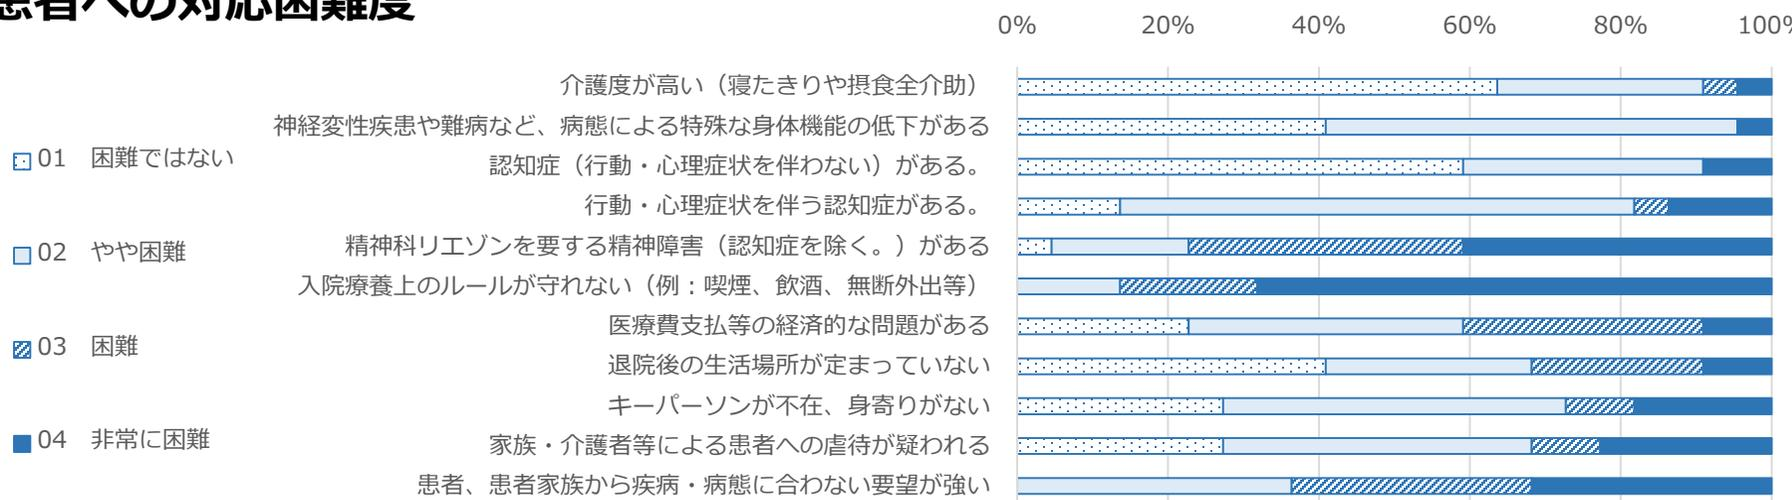 患者への対応困難度
0% 20% 40% 60% 80% 100%
介護度が高い（寝たきりや摂食全介助）
神経変性疾患や難病など、病態による特殊な身体機能の低下がある
01 困難ではない
認知症（行動・心理症状を伴わない）がある。
行動・心理症状を伴う認知症がある。
02 やや困難
精神科リエゾンを要する精神障害（認知症を除く。）がある
入院療養上のルールが守れない（例：喫煙、飲酒、無断外出等）
医療費支払等の経済的な問題がある
03 困難
退院後の生活場所が定まっていない
キーパーソンが不在、身寄りがない
04 非常に困難
家族・介護者等による患者への虐待が疑われる
患者、患者家族から疾病・病態に合わない要望が強い